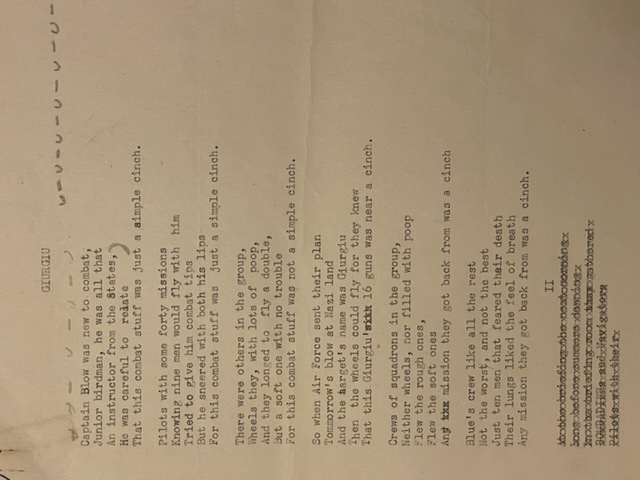 GIURGIU
Captain Blow was new to combat,
Junior birdman, he was all that
An instructor from the States,
He was careful to relate
That this combat stuff was just a simple cinch.
Pilots with some forty missions
Knowing nine men would fly with him
Tried to give him combat tips
But he sneered with both his lips
For this combat stuff was just a simple cinch.
There were others in the group,
Wheels they, with lots of poop,
And they longed to fly a double,
But a soft one with no trouble
For this combat stuff was not a simple cinch.
So when Air Force sent their plan
Tommorrow's blow at Nazi land
And the target's name was Giurgiu
Then the wheels could fly for they knew
That this Giurgiu 16 guns was near a cinch.
Crews of squadrons in the group,
Neither wheels, nor filled with poop
Flew the rough ones,
Flew the soft ones
Any mission they got back from was a cinch
Blue's crew like all the rest
Not the worst, and not the best
Just ten men that feared their death
Their lungs liked the feel of breath
Any mission they got back from was a cinch.
II